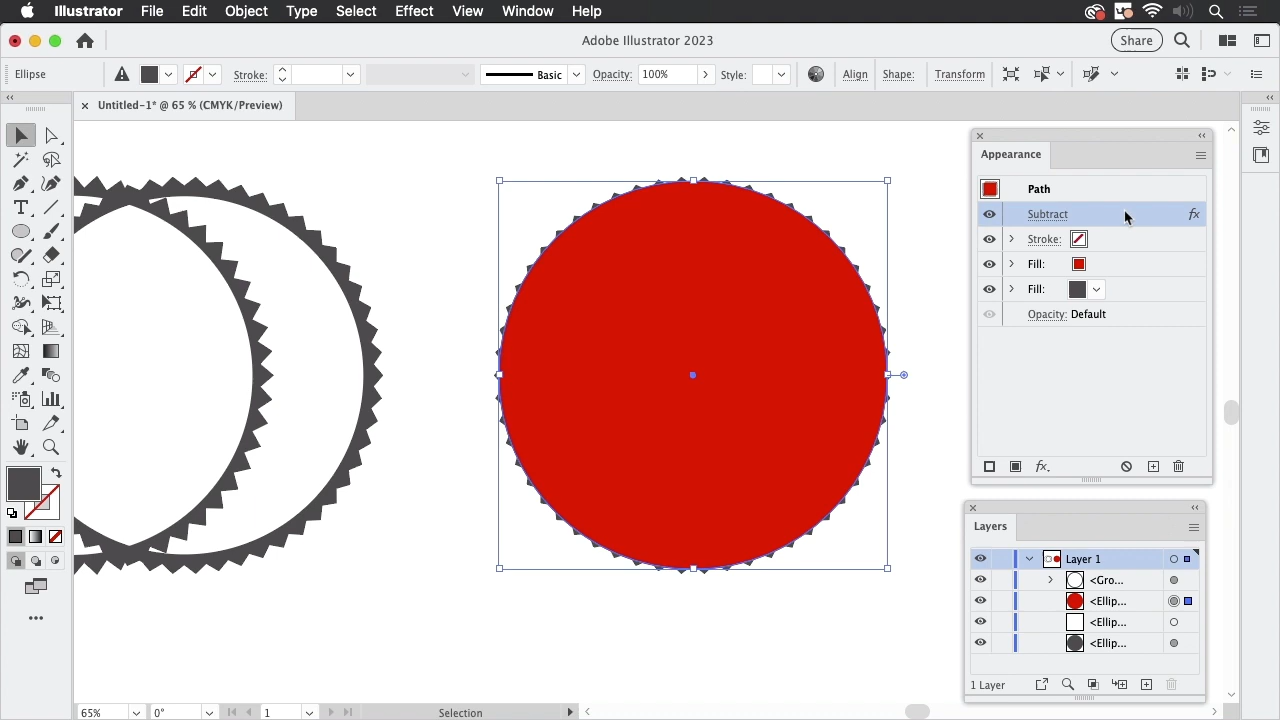 Illustrator File Edit Object Type Select Effect View Window Help
Adobe Illustrator 2023
Share
Ellipse Stroke: Basic Opacity: 100% Style: Align Shape: Transform
Untitled-1* @ 65 % (CMYK/Preview)
Appearance
Path
Subtract fx
Stroke:
Fill:
Fill:
Opacity: Default
fx.
Layers
Layer 1
<Gro...
<Ellip...
<Ellip...
<Ellip...
1 Layer
65% 0° 1 Selection